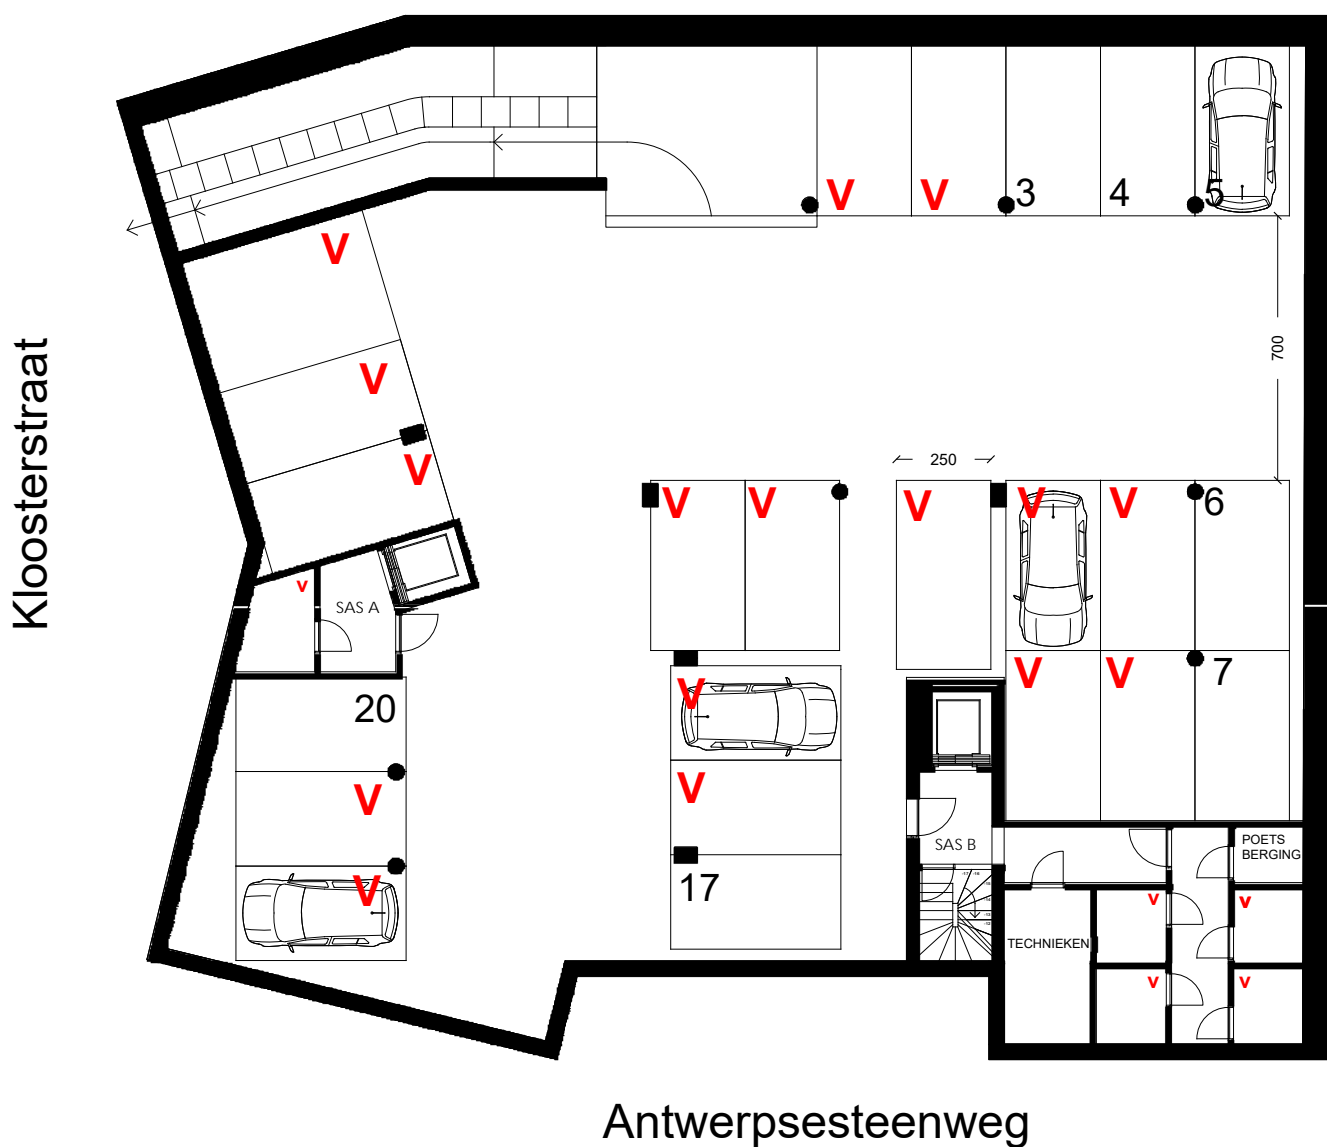 V V 3 4 5
V
700
Kloosterstraat
V
V
250
V V V V V 6
V
SAS A
V V 7
20 V
V V
POETS
BERGING
SAS B
V 17
V V
TECHNIEKEN
V V
Antwerpsesteenweg